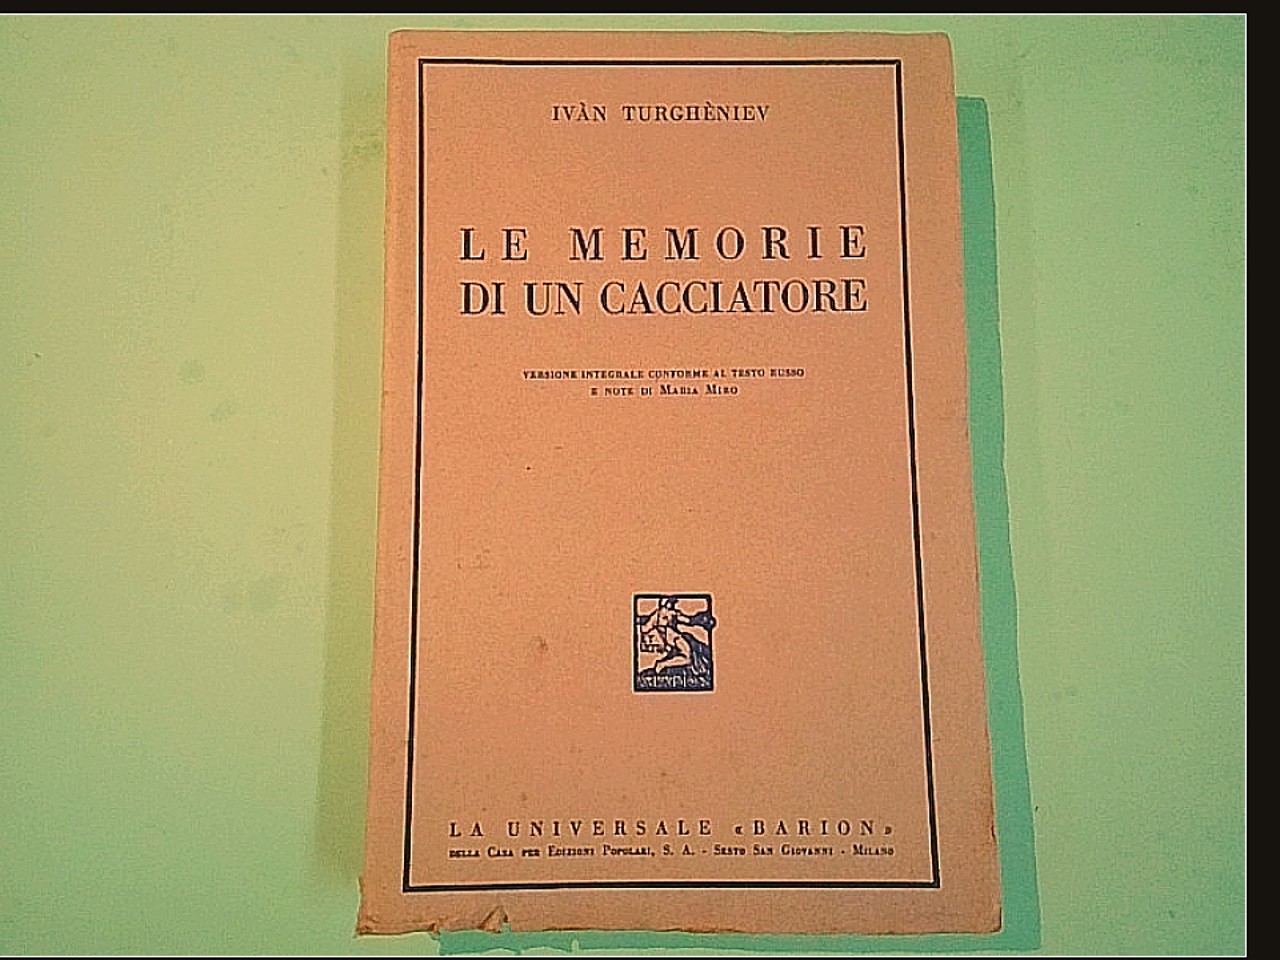 IVÀN TURGHÈNIEV
LE MEMORIE
DI UN CACCIATORE
VERSIONE INTEGRALE CONFORME AL TESTO RUSSO
E NOTE DI MARIA MIRO
LA UNIVERSALE «BARION»
DELLA CASA PER EDIZIONI POPOLARI, S. A. - SESTO SAN GIOVANNI - MILANO